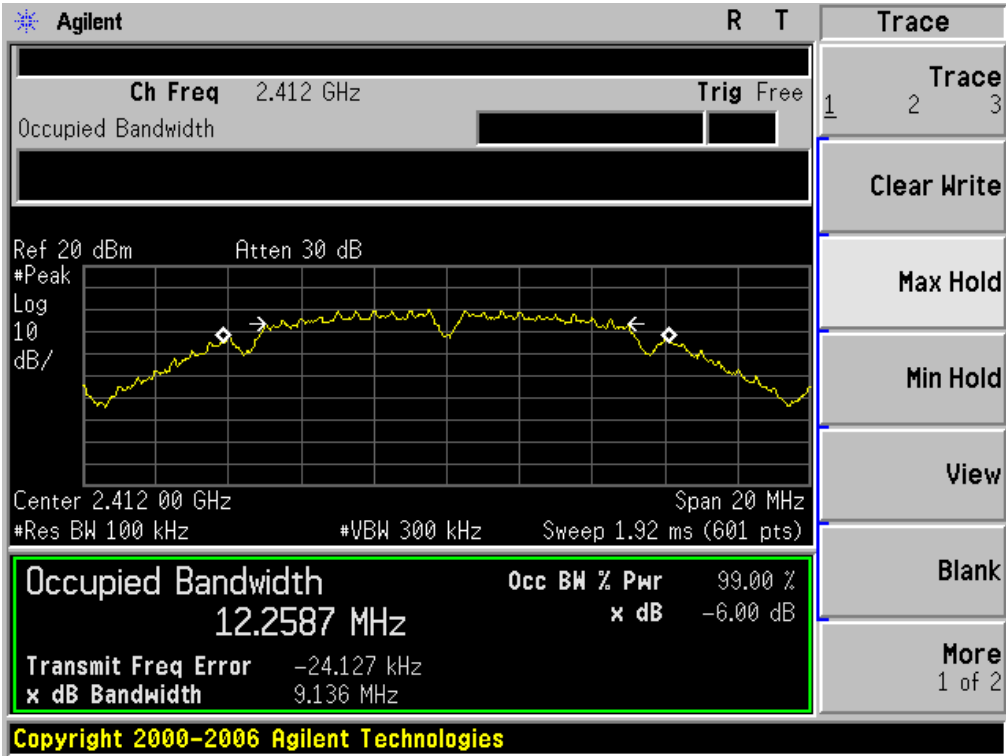 Agilent R T Trace
Ch Freq 2.412 GHz Trig Free
Occupied Bandwidth
Trace
1 2 3
Clear Write
Max Hold
Min Hold
View
Blank
More
1 of 2
Ref 20 dBm Atten 30 dB
#Peak
Log
10
dB/
Center 2.412 00 GHz Span 20 MHz
#Res BW 100 kHz #VBW 300 kHz Sweep 1.92 ms (601 pts)
Occupied Bandwidth
12.2587 MHz
Occ BW % Pwr 99.00 %
x dB -6.00 dB
Transmit Freq Error -24.127 kHz
x dB Bandwidth 9.136 MHz
Copyright 2000-2006 Agilent Technologies